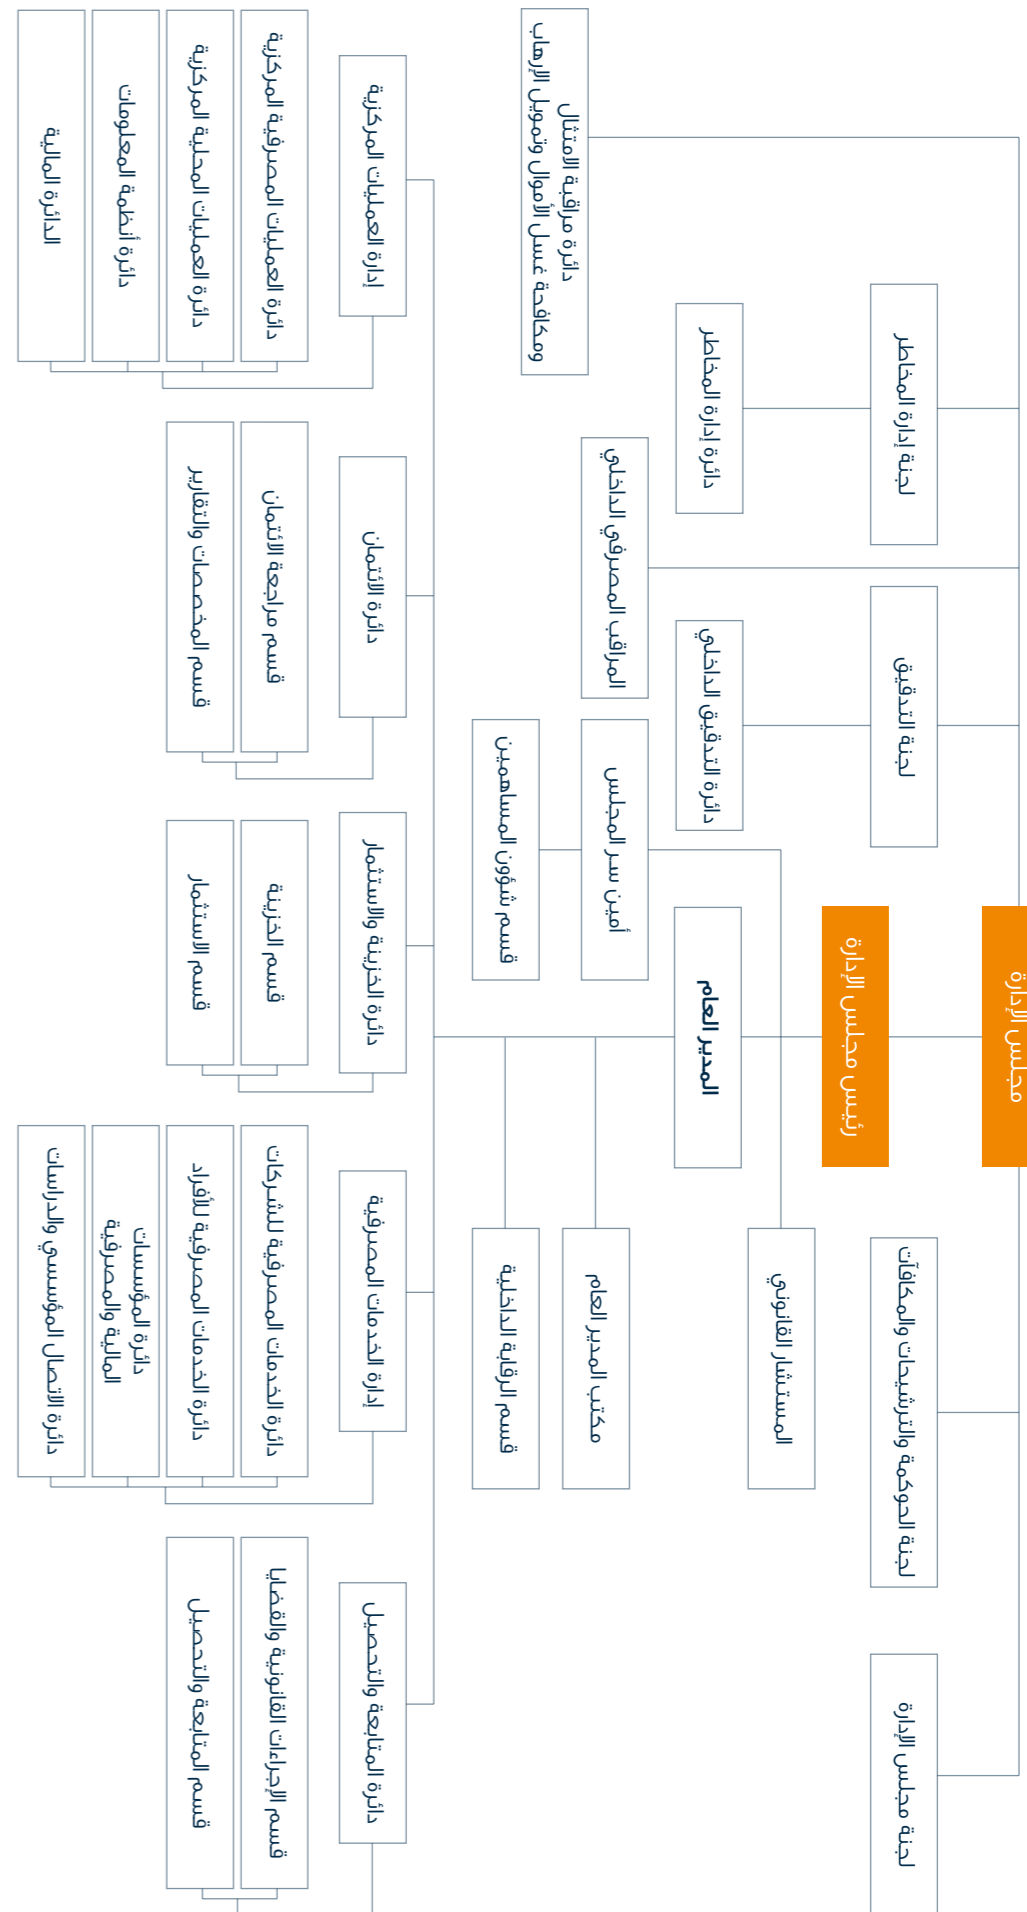 مجلس الإدارة
رئيس مجلس الإدارة
لجنة إدارة المخاطر
لجنة التدقيق
لجنة الحوكمة والترشيحات والمكافآت
لجنة مجلس الإدارة
دائرة إدارة المخاطر
دائرة التدقيق الداخلي
المراقب المصرفي الداخلي
دائرة مراقبة الامتثال
ومكافحة غسل الأموال وتمويل الإرهاب
المستشار القانوني
أمين سر المجلس
قسم شؤون المساهمين
المدير العام
مكتب المدير العام
قسم الرقابة الداخلية
إدارة العمليات المركزية
دائرة العمليات المصرفية المركزية
دائرة العمليات المحلية المركزية
دائرة أنظمة المعلومات
الدائرة المالية
دائرة الائتمان
قسم مراجعة الائتمان
قسم المخصصات والتقارير
دائرة الخزينة والاستثمار
قسم الخزينة
قسم الاستثمار
إدارة الخدمات المصرفية
دائرة الخدمات المصرفية للشركات
دائرة الخدمات المصرفية للأفراد
دائرة المؤسسات
المالية والمصرفية
دائرة الاتصال المؤسسي والدراسات
دائرة المتابعة والتحصيل
قسم الإجراءات القانونية والقضايا
قسم المتابعة والتحصيل